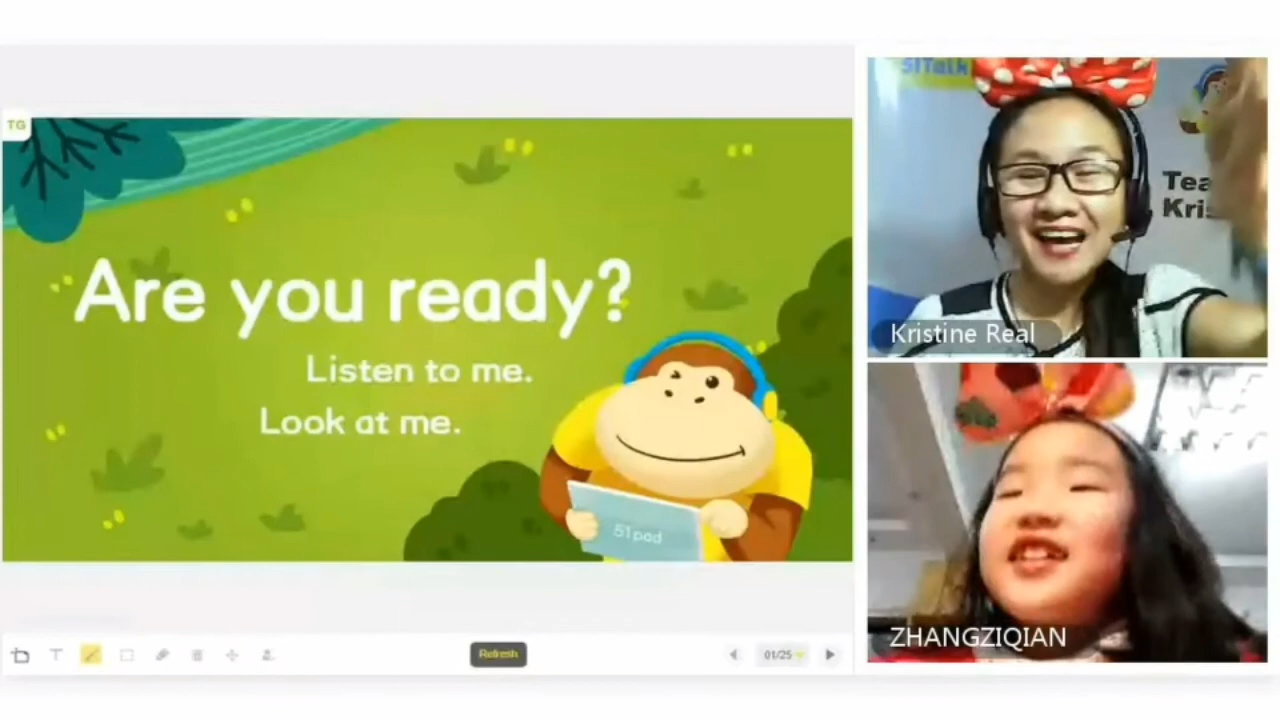 TG
Are you ready?
Listen to me.
Look at me.
51pad
Refresh
01/25
51Talk
Tea
Kris
Kristine Real
ZHANGZIQIAN